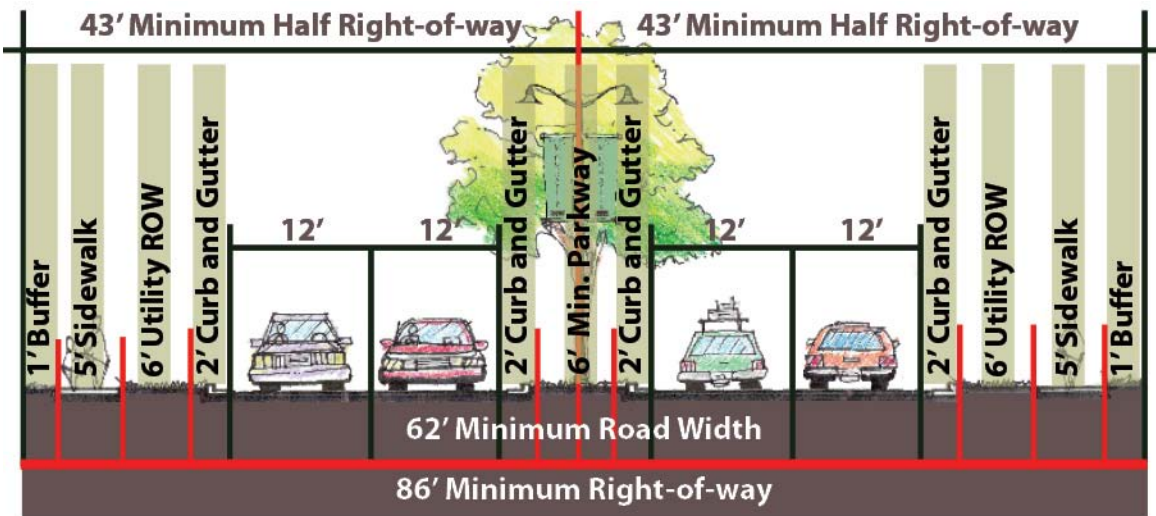 43’ Minimum Half Right-of-way
43’ Minimum Half Right-of-way
1’ Buffer
5’ Sidewalk
6’ Utility ROW
2’ Curb and Gutter
12’
12’
2’ Curb and Gutter
6’ Min. Parkway
2’ Curb and Gutter
12’
12’
2’ Curb and Gutter
6’ Utility ROW
5’ Sidewalk
1’ Buffer
62’ Minimum Road Width
86’ Minimum Right-of-way